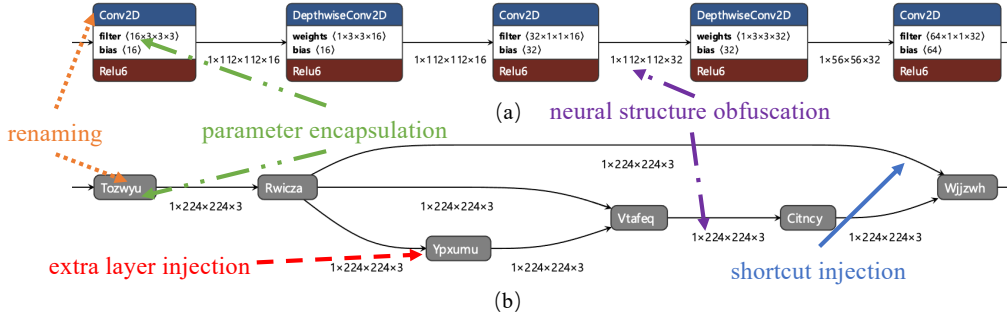 Conv2D
filter ⟨16×3×3×3⟩
bias ⟨16⟩
Relu6
1×112×112×16
DepthwiseConv2D
weights ⟨1×3×3×16⟩
bias ⟨16⟩
Relu6
1×112×112×16
Conv2D
filter ⟨32×1×1×16⟩
bias ⟨32⟩
Relu6
1×112×112×32
DepthwiseConv2D
weights ⟨1×3×3×32⟩
bias ⟨32⟩
Relu6
1×56×56×32
Conv2D
filter ⟨64×1×1×32⟩
bias ⟨64⟩
Relu6
(a)
renaming
parameter encapsulation
neural structure obfuscation
Tozwyu
1×224×224×3
Rwicza
1×224×224×3
1×224×224×3
1×224×224×3
Ypxumu
1×224×224×3
Vtafeq
1×224×224×3
Citncy
1×224×224×3
Wjjzwh
extra layer injection
shortcut injection
(b)